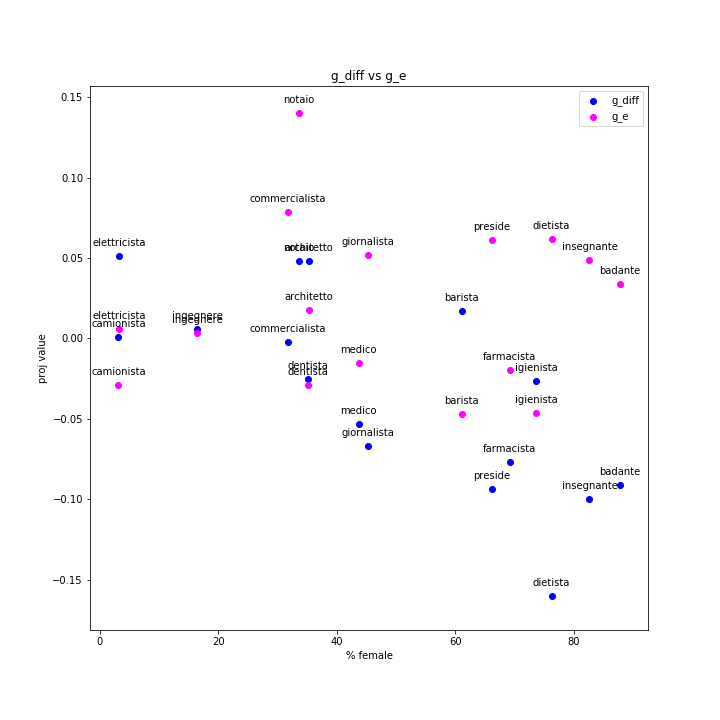 g_diff vs g_e
0.15
0.10
0.05
0.00
−0.05
−0.10
−0.15
proj value
0
20
40
60
80
% female
g_diff
g_e
notaio
commercialista
elettricista
notaio
architetto
giornalista
preside
dietista
insegnante
badante
elettricista
camionista
ingegnere
ingegnere
architetto
barista
commercialista
medico
farmacista
igienista
camionista
dentista
dentista
medico
giornalista
barista
igienista
farmacista
preside
insegnante
badante
dietista